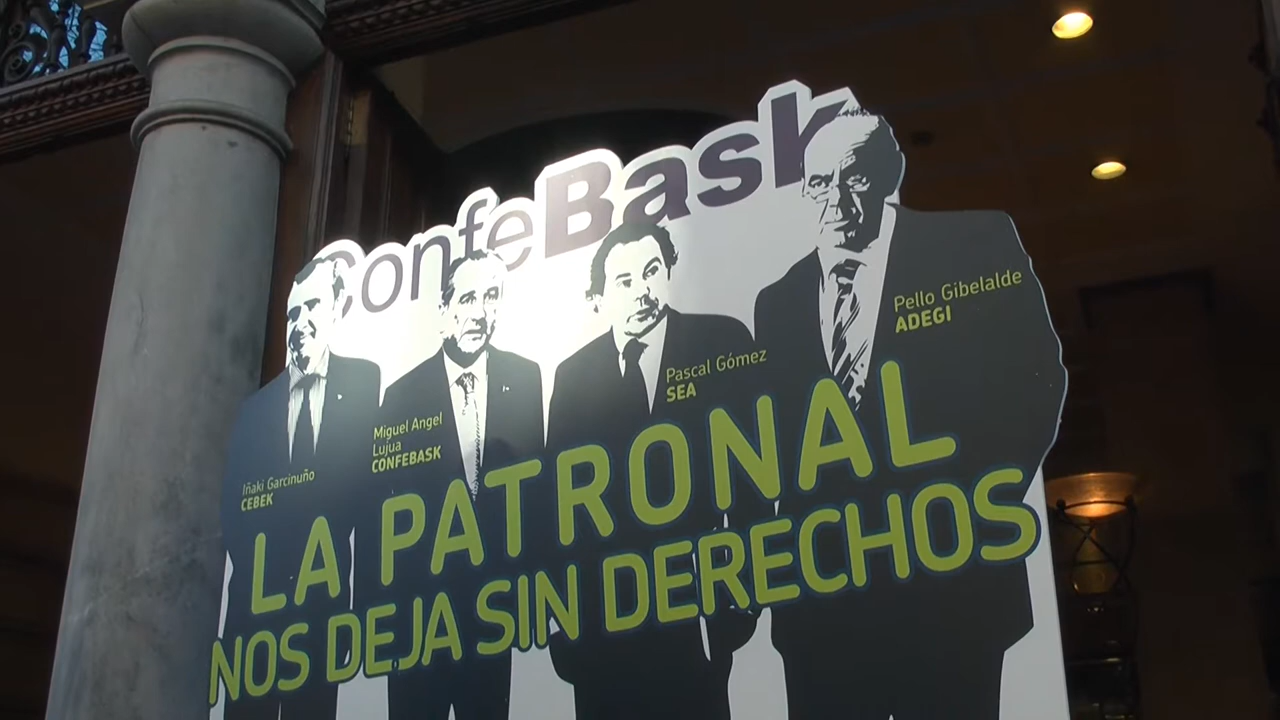 ConfeBask
Pello Gibelalde
ADEGI
Pascal Gómez
SEA
Miguel Angel
Lujua
CONFEBASK
Iñaki Garcinuño
CEBEK
LA PATRONAL
NOS DEJA SIN DERECHOS